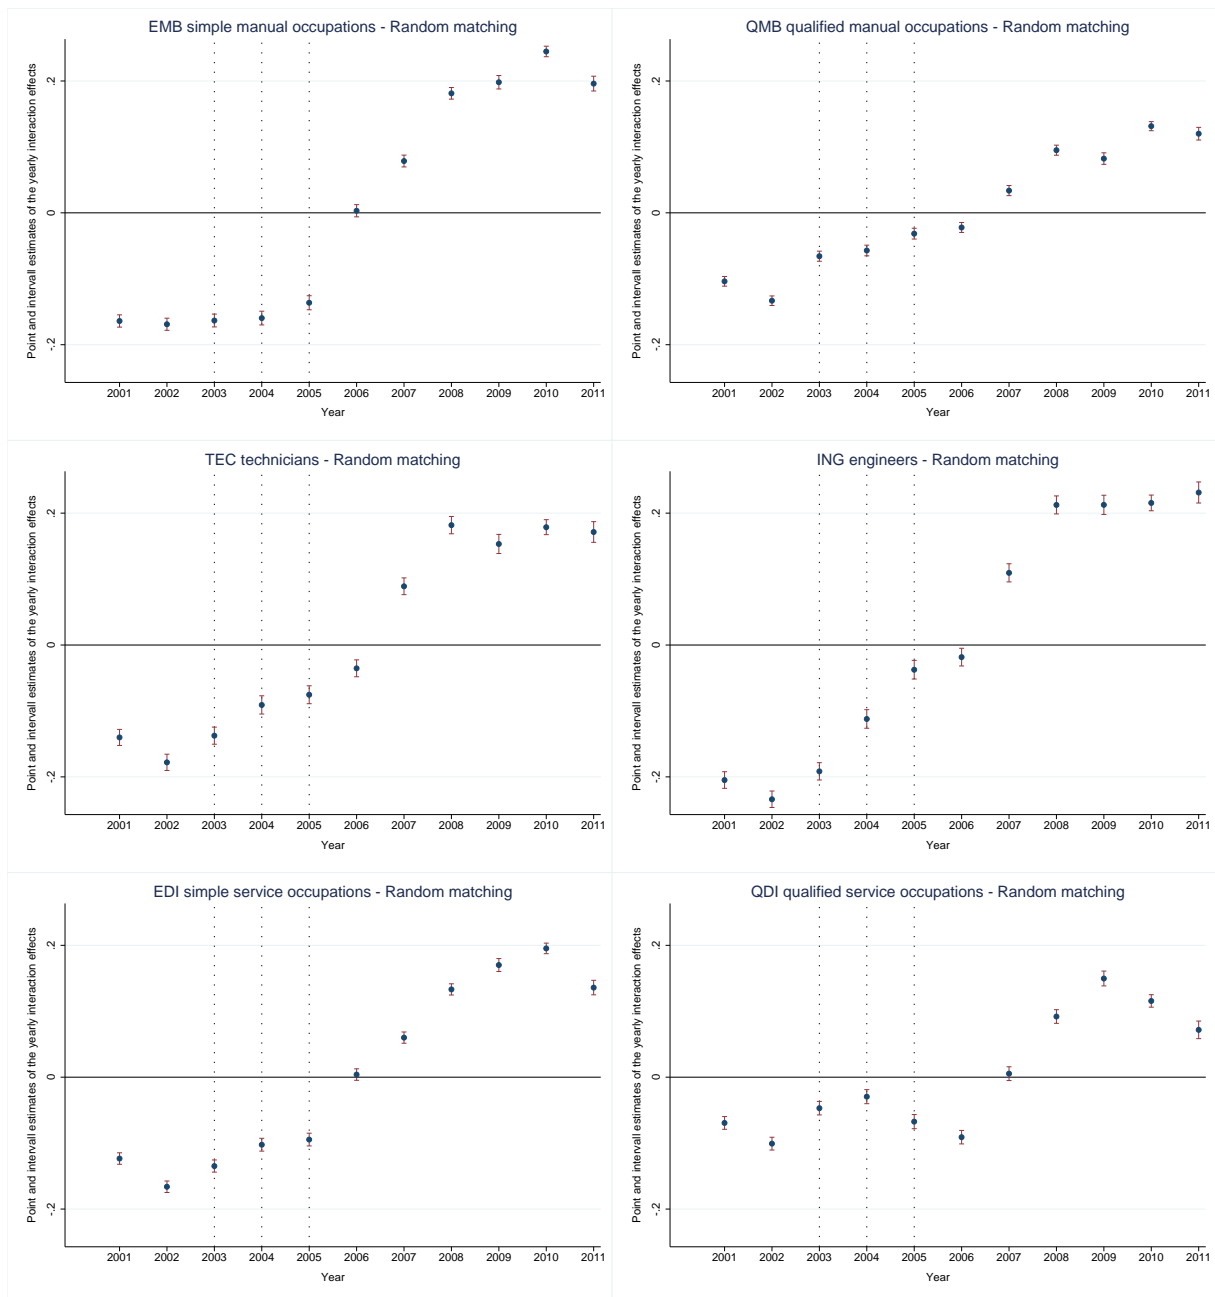 EMB simple manual occupations - Random matching
Point and intervall estimates of the yearly interaction effects
.2
0
-.2
2001 2002 2003 2004 2005 2006 2007 2008 2009 2010 2011
Year
QMB qualified manual occupations - Random matching
Point and intervall estimates of the yearly interaction effects
.2
0
-.2
2001 2002 2003 2004 2005 2006 2007 2008 2009 2010 2011
Year
TEC technicians - Random matching
Point and intervall estimates of the yearly interaction effects
.2
0
-.2
2001 2002 2003 2004 2005 2006 2007 2008 2009 2010 2011
Year
ING engineers - Random matching
Point and intervall estimates of the yearly interaction effects
.2
0
-.2
2001 2002 2003 2004 2005 2006 2007 2008 2009 2010 2011
Year
EDI simple service occupations - Random matching
Point and intervall estimates of the yearly interaction effects
.2
0
-.2
2001 2002 2003 2004 2005 2006 2007 2008 2009 2010 2011
Year
QDI qualified service occupations - Random matching
Point and intervall estimates of the yearly interaction effects
.2
0
-.2
2001 2002 2003 2004 2005 2006 2007 2008 2009 2010 2011
Year